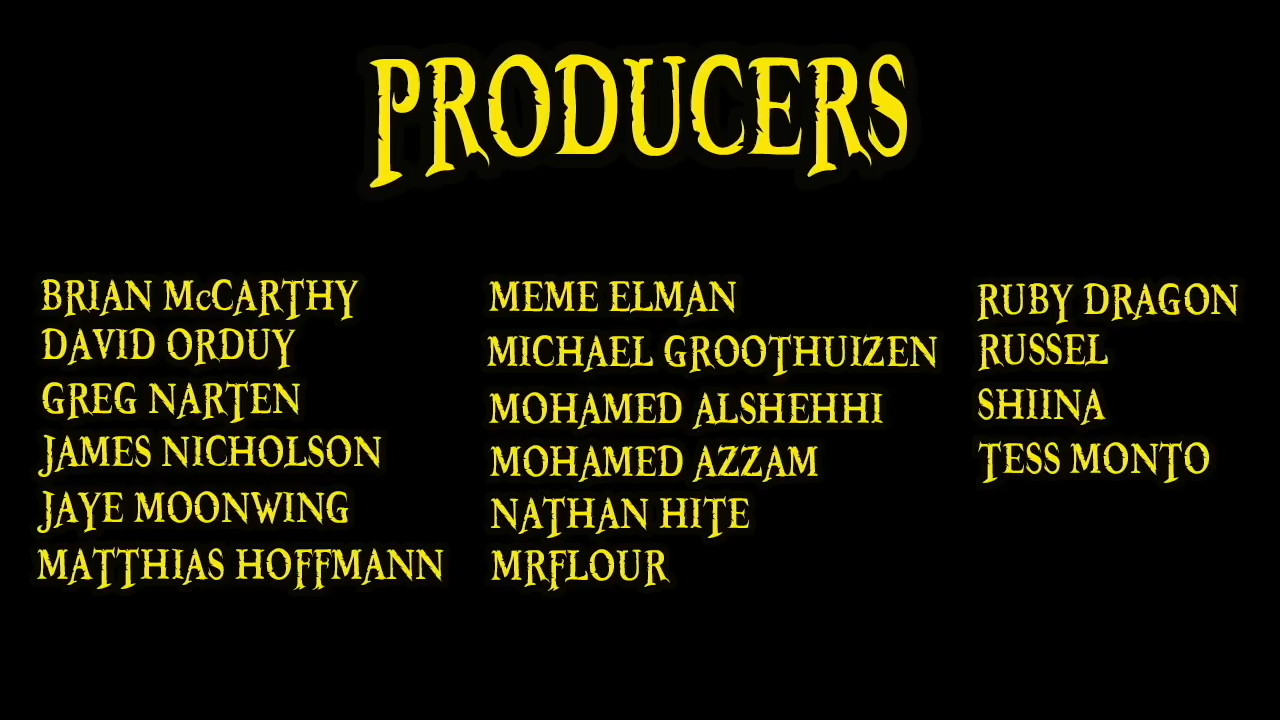 PRODUCERS
BRIAN McCARTHY
DAVID ORDUY
GREG NARTEN
JAMES NICHOLSON
JAYE MOONWING
MATTHIAS HOFFMANN
MEME ELMAN
MICHAEL GROOTHUIZEN
MOHAMED ALSHEHHI
MOHAMED AZZAM
NATHAN HITE
MRFLOUR
RUBY DRAGON
RUSSEL
SHIINA
TESS MONTO